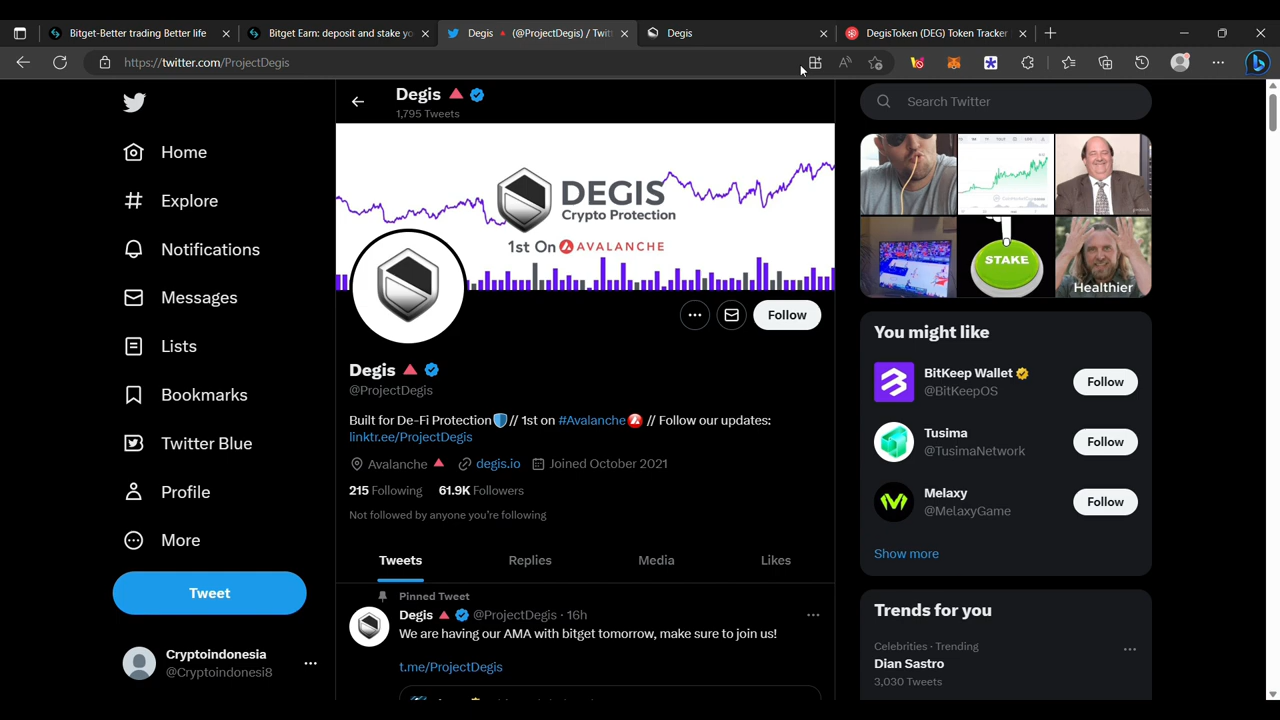 Bitget-Better trading Better life
Bitget Earn: deposit and stake yo
Degis 🔺 (@ProjectDegis) / Twitt
Degis
DegisToken (DEG) Token Tracker
https://twitter.com/ProjectDegis
Home
Explore
Notifications
Messages
Lists
Bookmarks
Twitter Blue
Profile
More
Tweet
Cryptoindonesia
@Cryptoindonesi8
Degis 🔺
1,795 Tweets
DEGIS
Crypto Protection
1st On AVALANCHE
Follow
Degis 🔺
@ProjectDegis
Built for De-Fi Protection🛡️// 1st on #Avalanche // Follow our updates:
linktr.ee/ProjectDegis
Avalanche 🔺 degis.io Joined October 2021
215 Following 61.9K Followers
Not followed by anyone you're following
Tweets Replies Media Likes
Pinned Tweet
Degis 🔺 @ProjectDegis · 16h
We are having our AMA with bitget tomorrow, make sure to join us!
t.me/ProjectDegis
Search Twitter
STAKE
Healthier
You might like
BitKeep Wallet
@BitKeepOS
Follow
Tusima
@TusimaNetwork
Follow
Melaxy
@MelaxyGame
Follow
Show more
Trends for you
Celebrities · Trending
Dian Sastro
3,030 Tweets